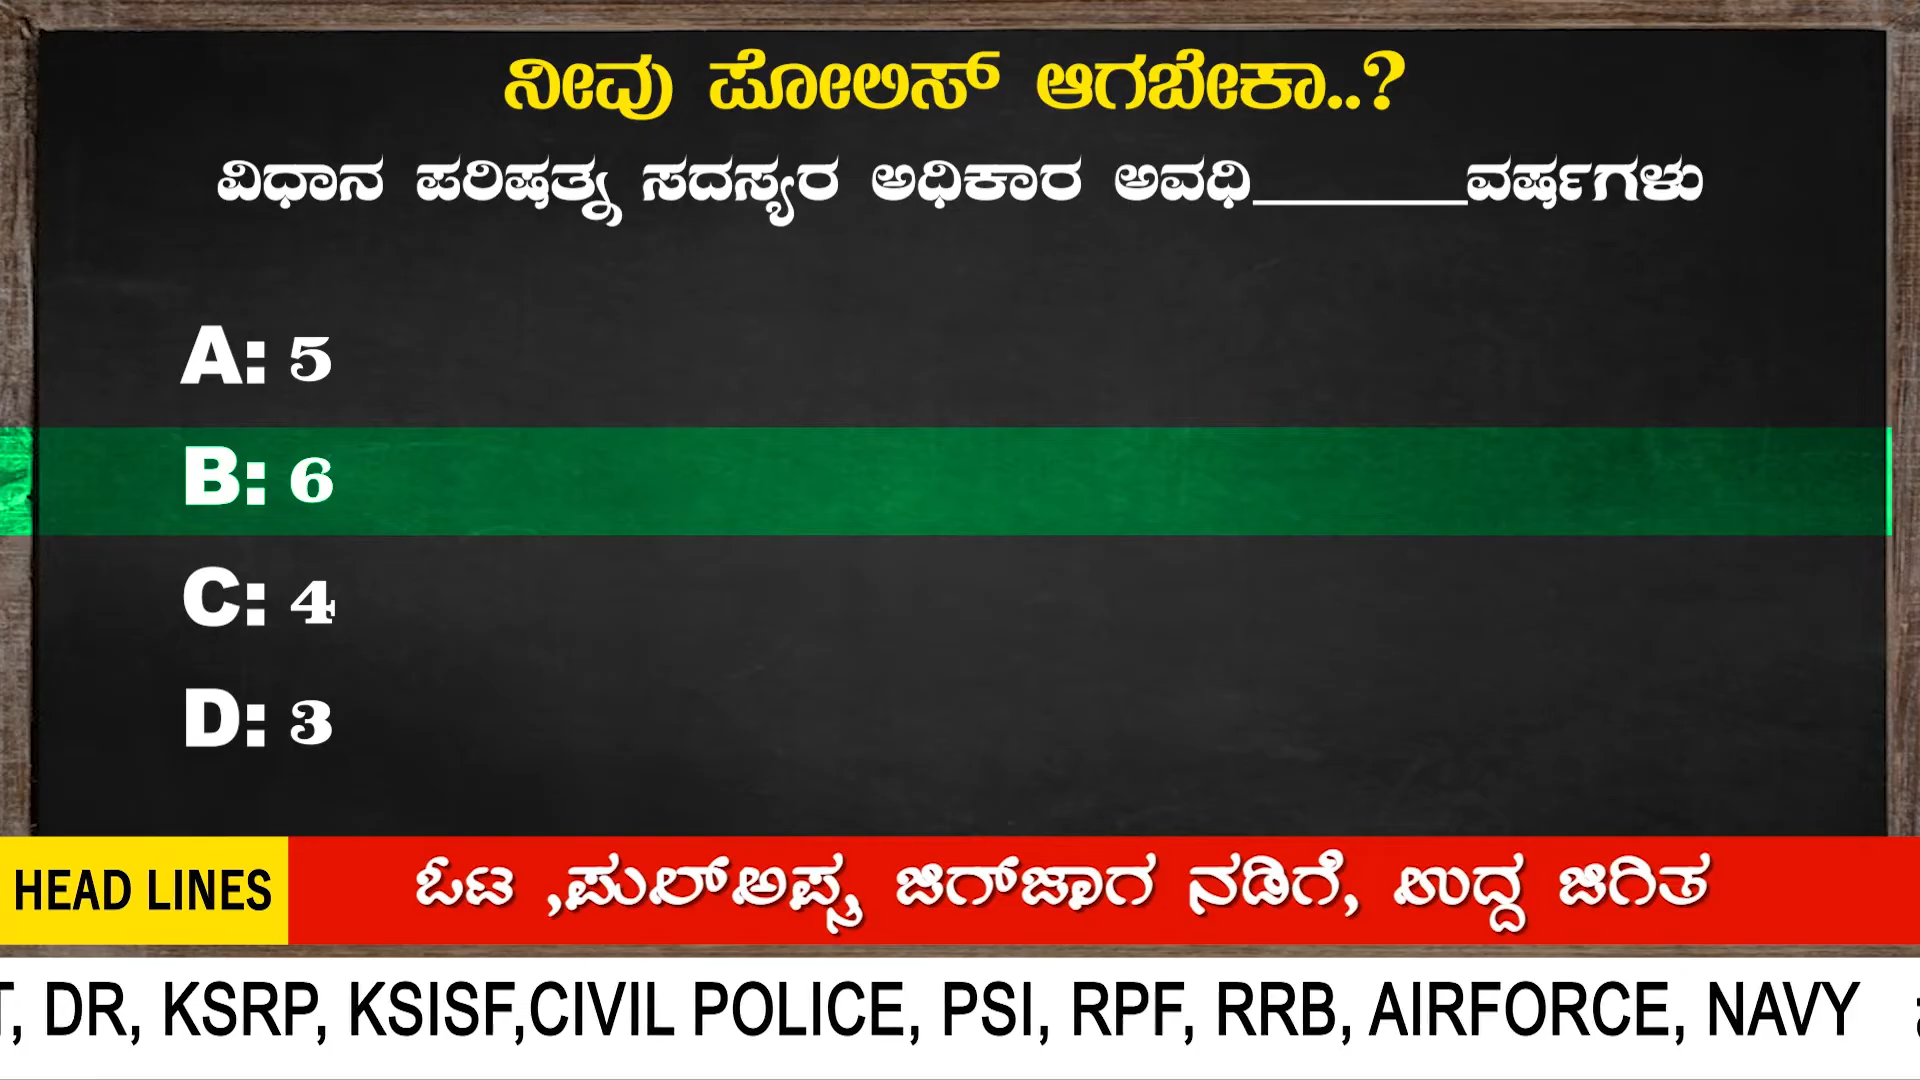 ನೀವು ಪೋಲಿಸ್ ಆಗಬೇಕಾ..?
ವಿಧಾನ ಪರಿಷತ್ನ ಸದಸ್ಯರ ಅಧಿಕಾರ ಅವಧಿ______ವರ್ಷಗಳು
A: 5
B: 6
C: 4
D: 3
HEAD LINES
ಓಟ ,ಪುಲ್ಅಪ್ಸ ಜಿಗ್ಜಾಗ ನಡಿಗೆ, ಉದ್ದ ಜಿಗಿತ
T, DR, KSRP, KSISF,CIVIL POLICE, PSI, RPF, RRB, AIRFORCE, NAVY